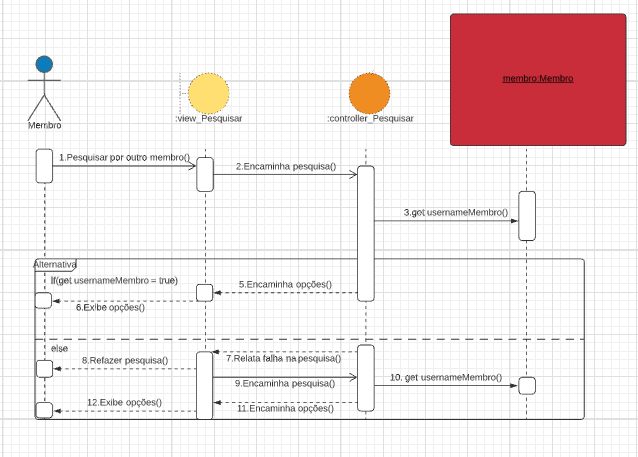 membro:Membro
Membro
:view_Pesquisar
:controller_Pesquisar
1.Pesquisar por outro membro()
2.Encaminha pesquisa()
3.get usernameMembro()
Alternativa
If(get usernameMembro = true)
5.Encaminha opções()
6.Exibe opções()
else
7.Relata falha na pesquisa()
8.Refazer pesquisa()
9.Encaminha pesquisa()
10. get usernameMembro()
11.Encaminha opções()
12.Exibe opções()